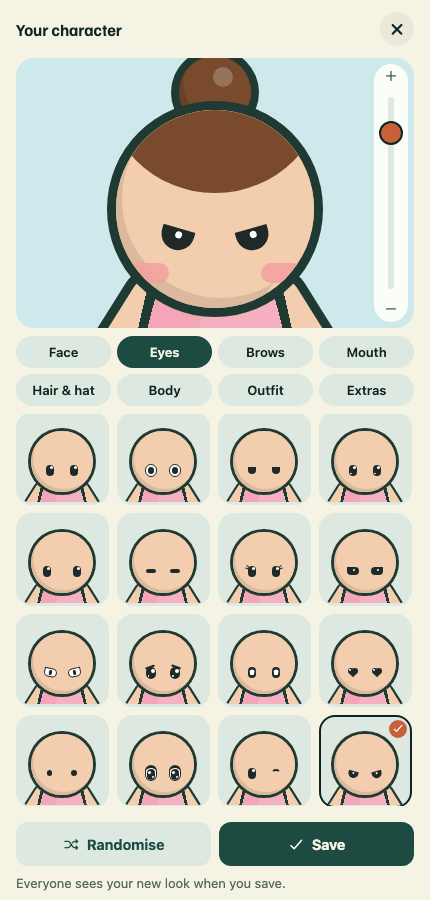 Your character
Face
Eyes
Brows
Mouth
Hair & hat
Body
Outfit
Extras
Randomise
Save
Everyone sees your new look when you save.